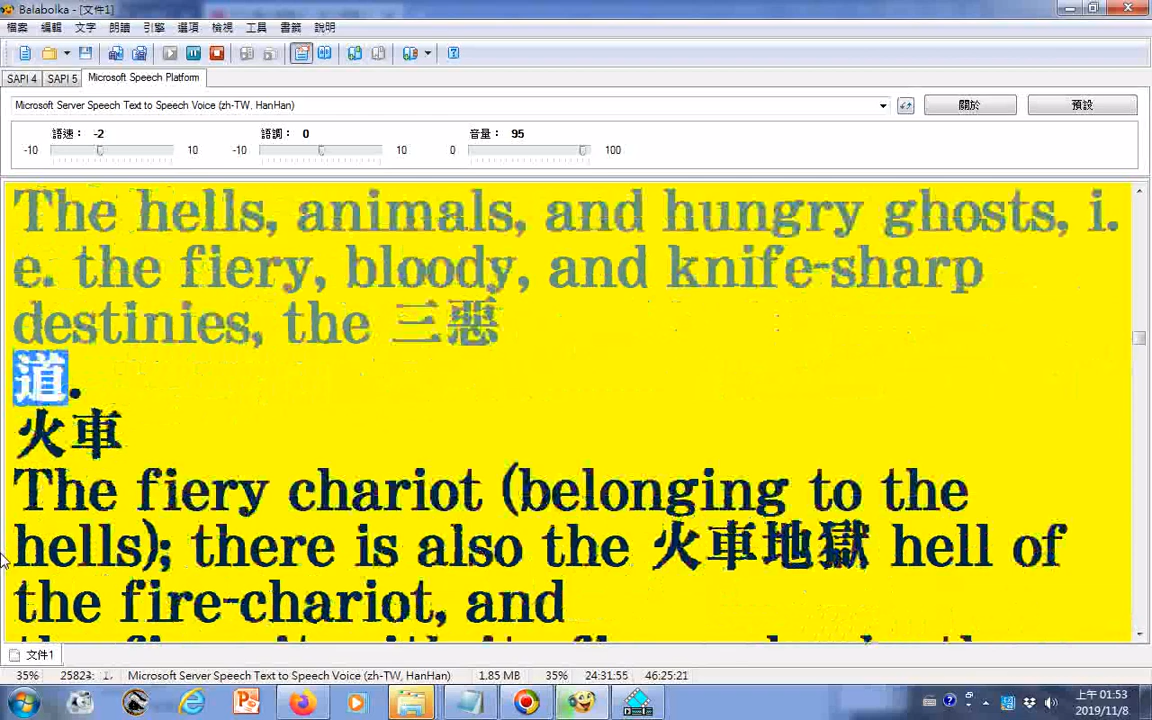 Balabolka - [文件1]
檔案 編輯 文字 朗讀 引擎 選項 檢視 工具 書籤 說明
SAPI 4 SAPI 5 Microsoft Speech Platform
Microsoft Server Speech Text to Speech Voice (zh-TW, HanHan)
關於 預設
語速： -2 語調： 0 音量： 95
-10 10 -10 10 0 100
The hells, animals, and hungry ghosts, i.
e. the fiery, bloody, and knife-sharp
destinies, the 三惡
道.
火車
The fiery chariot (belonging to the
hells); there is also the 火車地獄 hell of
the fire-chariot, and
文件1
35% Microsoft Server Speech Text to Speech Voice (zh-TW, HanHan) 1.85 MB 35% 24:31:55 46:25:21
上午 01:53
2019/11/8